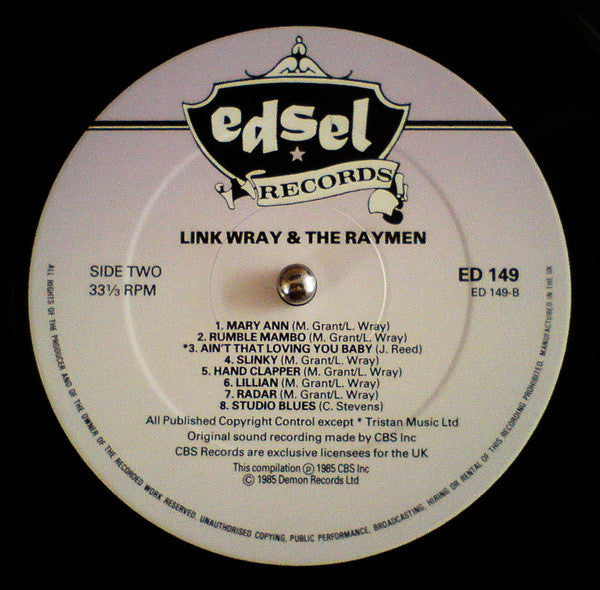 edsel
RECORDS
LINK WRAY & THE RAYMEN
SIDE TWO
33⅓ RPM
ED 149
ED 149-B
1. MARY ANN (M. Grant/L. Wray)
2. RUMBLE MAMBO (M. Grant/L. Wray)
*3. AIN'T THAT LOVING YOU BABY (J. Reed)
4. SLINKY (M. Grant/L. Wray)
5. HAND CLAPPER (M. Grant/L. Wray)
6. LILLIAN (M. Grant/L. Wray)
7. RADAR (M. Grant/L. Wray)
8. STUDIO BLUES (C. Stevens)
All Published Copyright Control except * Tristan Music Ltd
Original sound recording made by CBS Inc
CBS Records are exclusive licensees for the UK
This compilation ℗ 1985 CBS Inc
© 1985 Demon Records Ltd
ALL RIGHTS OF THE PRODUCER AND OF THE OWNER OF THE RECORDED WORK RESERVED. UNAUTHORISED COPYING, PUBLIC PERFORMANCE, BROADCASTING, HIRING OR RENTAL OF THIS RECORDING PROHIBITED. MANUFACTURED IN THE UK